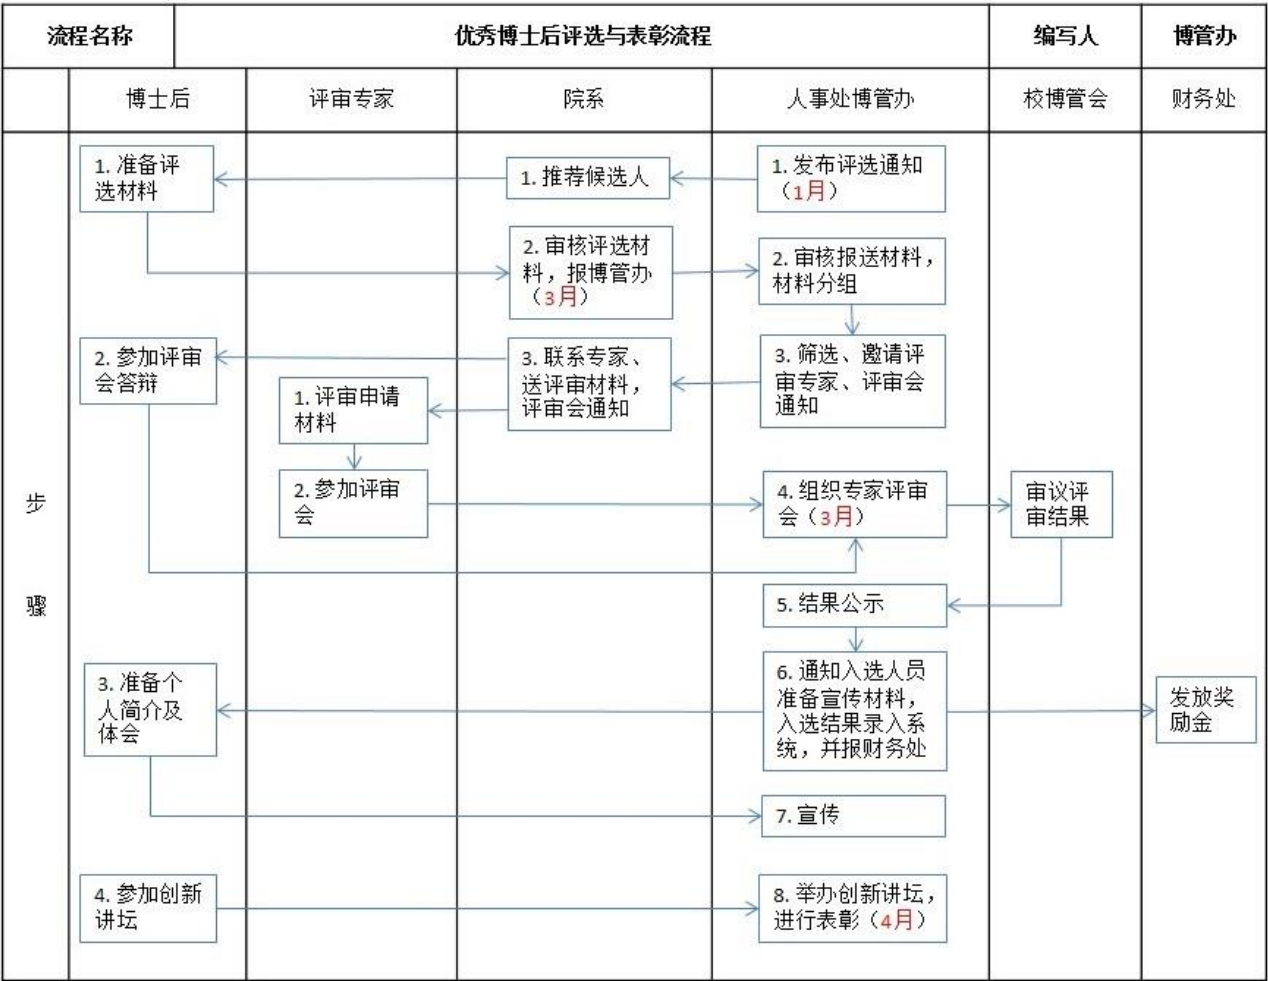 流程名称
优秀博士后评选与表彰流程
编写人
博管办
博士后
评审专家
院系
人事处博管办
校博管会
财务处
步
骤
1. 准备评
选材料
1. 推荐候选人
1. 发布评选通知
（1月）
2. 审核评选材
料，报博管办
（3月）
2. 审核报送材料，
材料分组
2. 参加评审
会答辩
1. 评审申请
材料
3. 联系专家、
送评审材料，
评审会通知
3. 筛选、邀请评
审专家、评审会
通知
2. 参加评审
会
4. 组织专家评审
会（3月）
审议评
审结果
5. 结果公示
3. 准备个
人简介及
体会
6. 通知入选人员
准备宣传材料，
入选结果录入系
统，并报财务处
发放奖
励金
7. 宣传
4. 参加创新
讲坛
8. 举办创新讲坛，
进行表彰（4月）